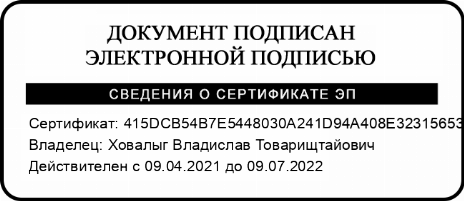 ДОКУМЕНТ ПОДПИСАН
ЭЛЕКТРОННОЙ ПОДПИСЬЮ
СВЕДЕНИЯ О СЕРТИФИКАТЕ ЭП
Сертификат: 415DCB54B7E5448030A241D94A408E32315653
Владелец: Ховалыг Владислав Товарищтайович
Действителен с 09.04.2021 до 09.07.2022